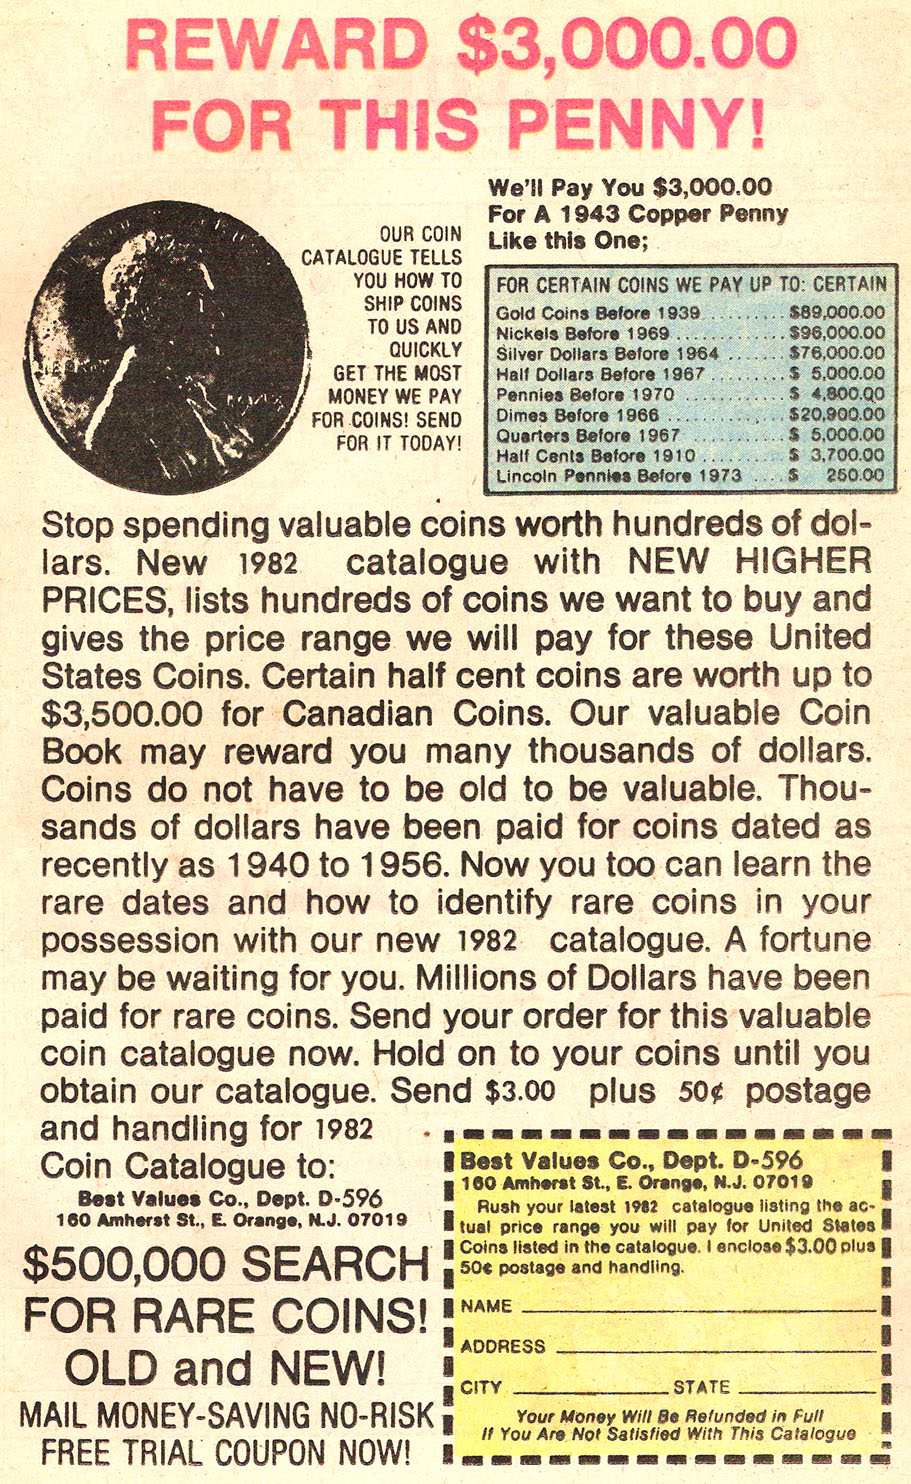 REWARD $3,000.00
FOR THIS PENNY!
We'll Pay You $3,000.00
For A 1943 Copper Penny
Like this One;
OUR COIN
CATALOGUE TELLS
YOU HOW TO
SHIP COINS
TO US AND
QUICKLY
GET THE MOST
MONEY WE PAY
FOR COINS! SEND
FOR IT TODAY!
FOR CERTAIN COINS WE PAY UP TO: CERTAIN
Gold Coins Before 1939.......... $89,000.00
Nickels Before 1969 ............. $96,000.00
Silver Dollars Before 1964 ....... $76,000.00
Half Dollars Before 1967 ......... $ 5,000.00
Pennies Before 1970 ............ $ 4,800.00
Dimes Before 1966 .............. $20,900.00
Quarters Before 1967 ........... $ 5,000.00
Half Cents Before 1910 .......... $ 3,700.00
Lincoln Pennies Before 1973 .... $ 250.00
Stop spending valuable coins worth hundreds of dol-
lars. New 1982 catalogue with NEW HIGHER
PRICES, lists hundreds of coins we want to buy and
gives the price range we will pay for these United
States Coins. Certain half cent coins are worth up to
$3,500.00 for Canadian Coins. Our valuable Coin
Book may reward you many thousands of dollars.
Coins do not have to be old to be valuable. Thou-
sands of dollars have been paid for coins dated as
recently as 1940 to 1956. Now you too can learn the
rare dates and how to identify rare coins in your
possession with our new 1982 catalogue. A fortune
may be waiting for you. Millions of Dollars have been
paid for rare coins. Send your order for this valuable
coin catalogue now. Hold on to your coins until you
obtain our catalogue. Send $3.00 plus 50¢ postage
and handling for 1982
Coin Catalogue to:
Best Values Co., Dept. D-596
160 Amherst St., E. Orange, N.J. 07019
$500,000 SEARCH
FOR RARE COINS!
OLD and NEW!
MAIL MONEY-SAVING NO-RISK
FREE TRIAL COUPON NOW!
Best Values Co., Dept. D-596
160 Amherst St., E. Orange, N.J. 07019
Rush your latest 1982 catalogue listing the ac-
tual price range you will pay for United States
Coins listed in the catalogue. I enclose $3.00 plus
50¢ postage and handling.
NAME
ADDRESS
CITY STATE
Your Money Will Be Refunded in Full
If You Are Not Satisfied With This Catalogue